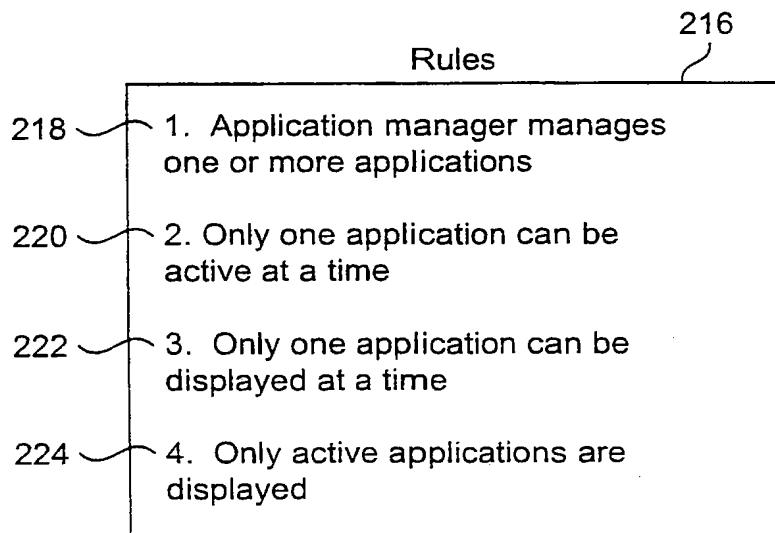 216
Rules
218 1. Application manager manages
one or more applications
220 2. Only one application can be
active at a time
222 3. Only one application can be
displayed at a time
224 4. Only active applications are
displayed